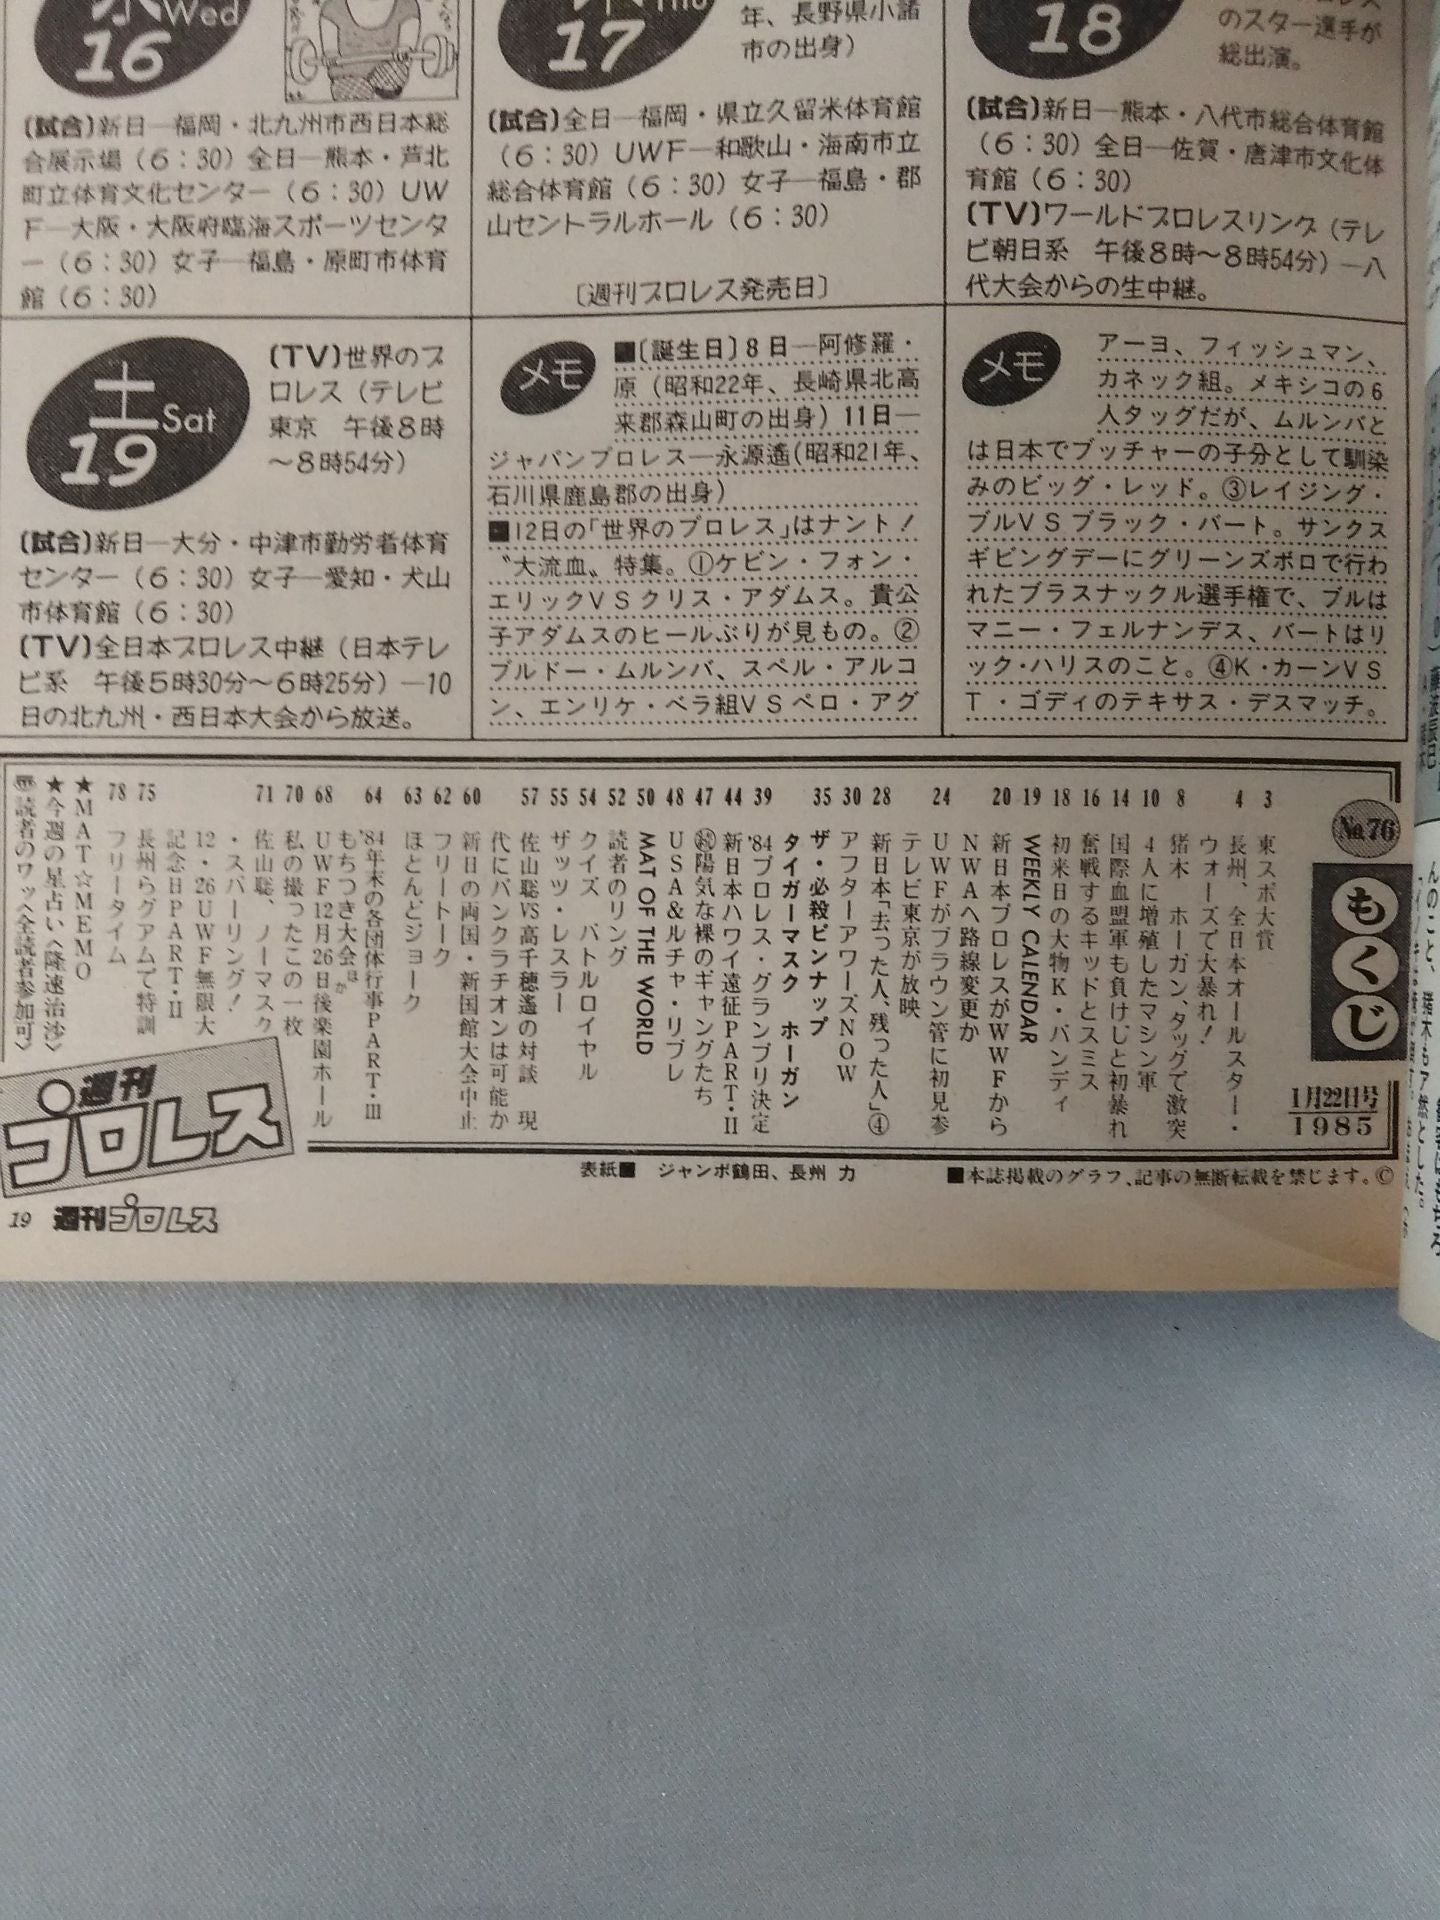 Wed
16
(試合)新日―福岡・北九州市西日本総
合展示場(6：30)全日―熊本・芦北
町立体育文化センター(6：30)UW
F―大阪・大阪府臨海スポーツセンタ
ー(6：30)女子―福島・原町市体育
館(6：30)
Thu
17
年、長野県小諸
市の出身)
(試合)全日―福岡・県立久留米体育館
(6：30)UWF―和歌山・海南市立
総合体育館(6：30)女子―福島・郡
山セントラルホール(6：30)
〔週刊プロレス発売日〕
18
のスター選手が
総出演。
(試合)新日―熊本・八代市総合体育館
(6：30)全日―佐賀・唐津市文化体
育館(6：30)
(TV)ワールドプロレスリング(テレ
ビ朝日系 午後8時〜8時54分)―八
代大会からの生中継。
土Sat
19
(TV)世界のプ
ロレス(テレビ
東京 午後8時
〜8時54分)
(試合)新日―大分・中津市勤労者体育
センター(6：30)女子―愛知・犬山
市体育館(6：30)
(TV)全日本プロレス中継(日本テレ
ビ系 午後5時30分〜6時25分)―10
日の北九州・西日本大会から放送。
メモ
■〔誕生日〕8日―阿修羅・
原(昭和22年、長崎県北高
来郡森山町の出身)11日―
ジャパンプロレス―永源遙(昭和21年、
石川県鹿島郡の出身)
■12日の「世界のプロレス」はナント！
〝大流血〟特集。①ケビン・フォン・
エリックVSクリス・アダムス。貴公
子アダムスのヒールぶりが見もの。②
ブルドー・ムルンバ、スペル・アルコ
ン、エンリケ・ベラ組VSペロ・アグ
メモ
アーヨ、フィッシュマン、
カネック組。メキシコの6
人タッグだが、ムルンバと
は日本でブッチャーの子分として馴染
みのビッグ・レッド。③レイジング・
ブルVSブラック・バート。サンクス
ギビングデーにグリーンズボロで行わ
れたブラスナックル選手権で、ブルは
マニー・フェルナンデス、バートはリ
ック・ハリスのこと。④K・カーンVS
T・ゴディのテキサス・デスマッチ。
No.76
もくじ
1月22日号
1985
3 東スポ大賞
4 長州、全日本オールスター・
ウォーズで大暴れ！
8 猪木 ホーガン、タッグで激突
10 4人に増殖したマシン軍
14 国際血盟軍も負けじと初暴れ
16 奮戦するキッドとスミス
18 初来日の大物K・パンディ
19 WEEKLY CALENDAR
20 新日本プロレスがWWFから
NWAへ路線変更か
24 UWFがブラウン管に初見参
テレビ東京が放映
28 新日本「去った人、残った人」④
30 アフターアワーズNOW
35 ザ・必殺ピンナップ
タイガーマスク ホーガン
39 '84プロレス・グランプリ決定
44 新日本ハワイ遠征PART・II
47 ㊙陽気な裸のギャングたち
48 USA&ルチャ・リブレ
50 MAT OF THE WORLD
52 読者のリング
54 クイズ バトルロイヤル
55 ザッツ・レスラー
57 佐山聡VS高千穂遙の対談 現
代にパンクラチオンは可能か
60 新日の両国・新国館大会中止
62 フリートーク
63 ほとんどジョーク
64 '84年末の各団体行事PART・III
もちつき大会ほか
68 UWF12月26日後楽園ホール
70 私の撮ったこの一枚
71 佐山聡、ノーマスク
・スパーリング！
12・26UWF無限大
記念日PART・II
75 長州らグアムで特訓
78 フリータイム
★MAT☆MEMO
★今週の星占い〈隆速治沙〉
読者のワッ〈全読者参加可〉
週刊
プロレス
表紙■ ジャンボ鶴田、長州 力
■本誌掲載のグラフ、記事の無断転載を禁じます。©
19 週刊プロレス